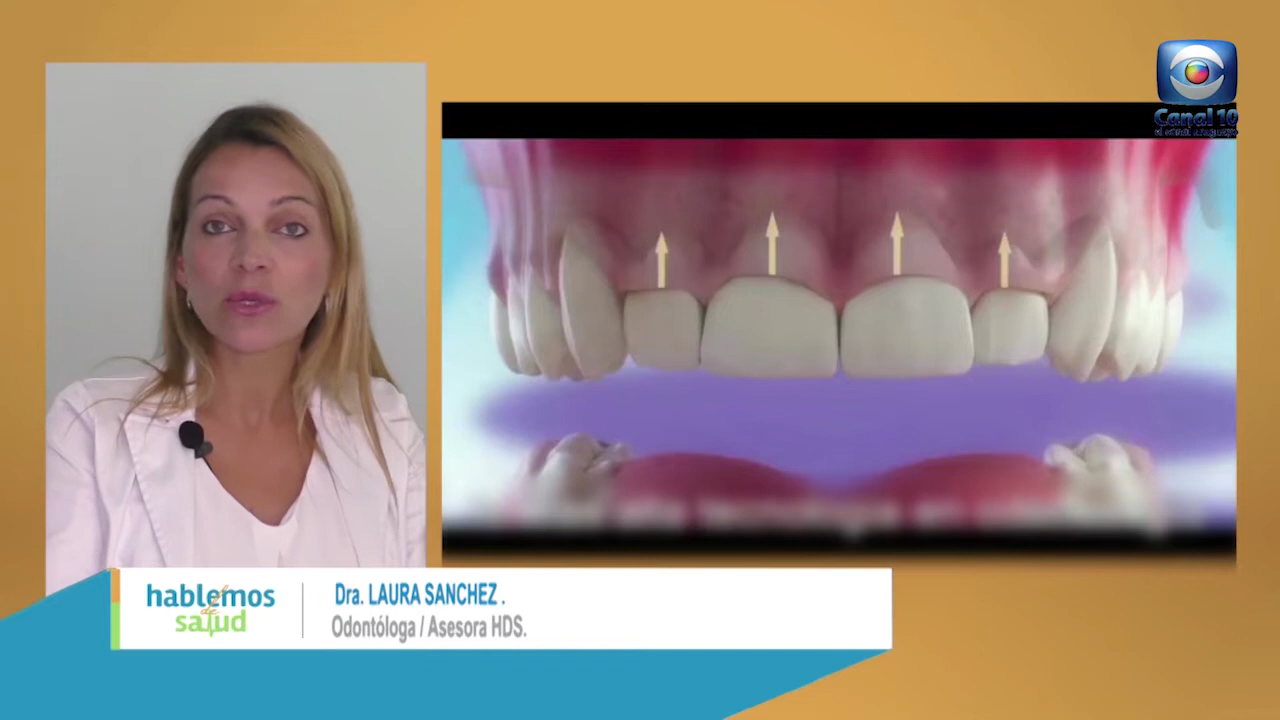 Canal 10
hablemos
de
salud
Dra. LAURA SANCHEZ .
Odontóloga / Asesora HDS.